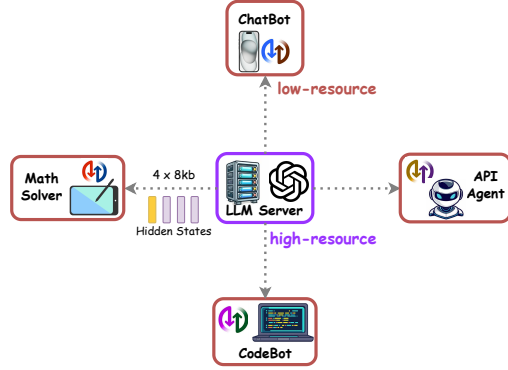 ChatBot
low-resource
Math
Solver
4 x 8kb
Hidden States
LLM Server
high-resource
API
Agent
CodeBot